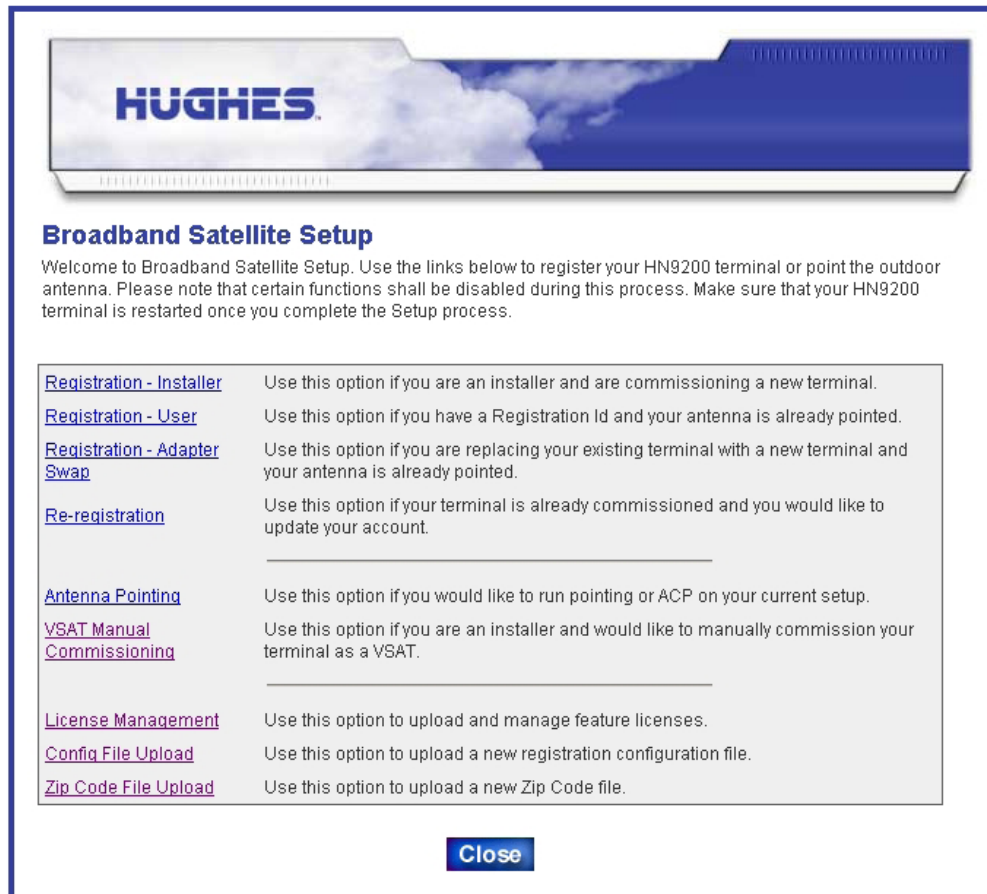 HUGHES
Broadband Satellite Setup
Welcome to Broadband Satellite Setup. Use the links below to register your HN9200 terminal or point the outdoor
antenna. Please note that certain functions shall be disabled during this process. Make sure that your HN9200
terminal is restarted once you complete the Setup process.
Registration - Installer Use this option if you are an installer and are commissioning a new terminal.
Registration - User Use this option if you have a Registration Id and your antenna is already pointed.
Registration - Adapter Use this option if you are replacing your existing terminal with a new terminal and
Swap your antenna is already pointed.
Re-registration Use this option if your terminal is already commissioned and you would like to
update your account.
Antenna Pointing Use this option if you would like to run pointing or ACP on your current setup.
VSAT Manual Use this option if you are an installer and would like to manually commission your
Commissioning terminal as a VSAT.
License Management Use this option to upload and manage feature licenses.
Config File Upload Use this option to upload a new registration configuration file.
Zip Code File Upload Use this option to upload a new Zip Code file.
Close